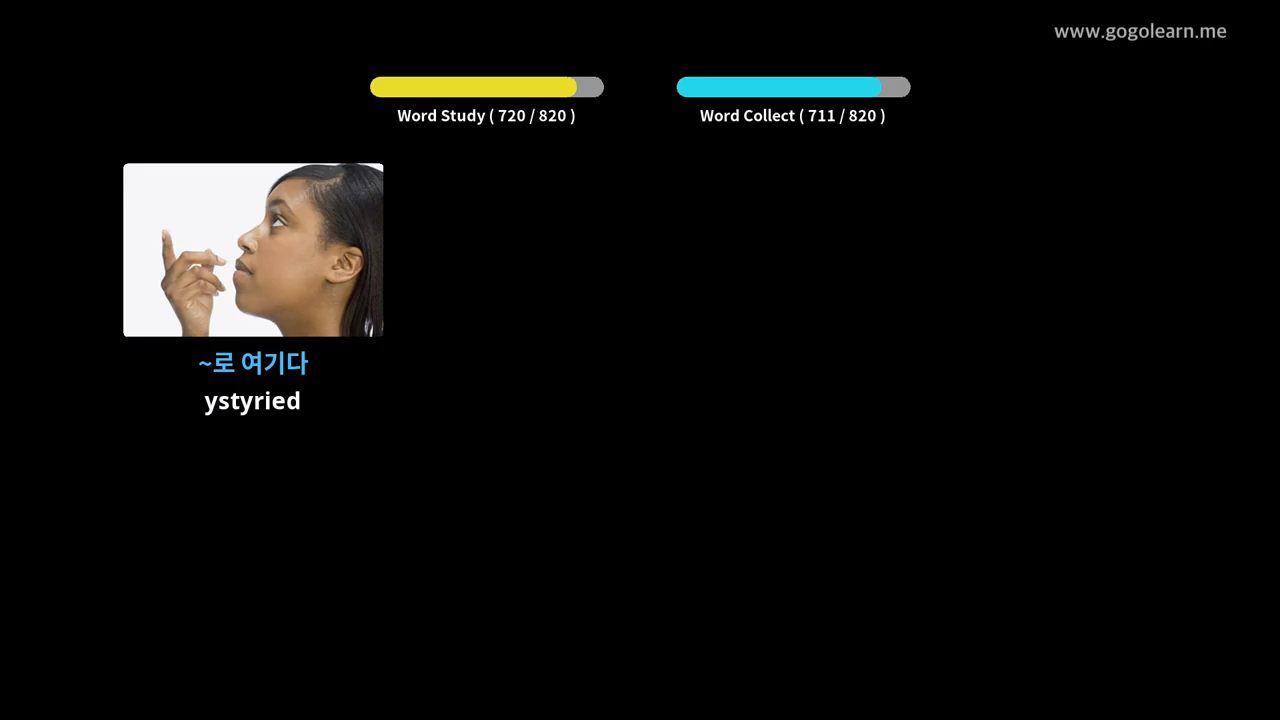 www.gogolearn.me
Word Study ( 720 / 820 )
Word Collect ( 711 / 820 )
~로 여기다
ystyried